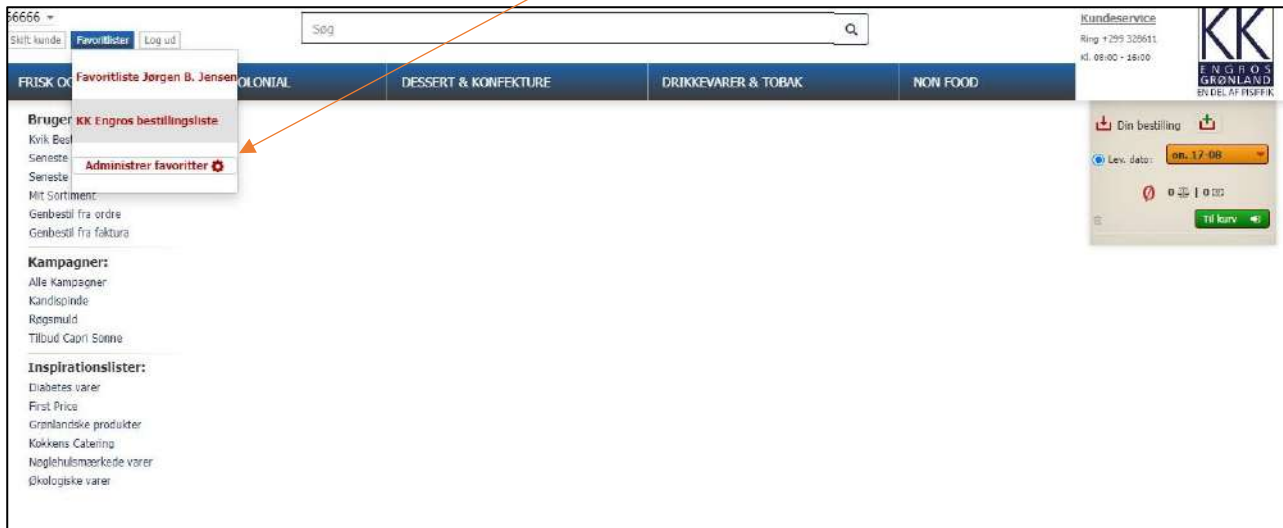 66666
Skift kunde Favoritlister Log ud
Søg
Kundeservice
Ring +299 328611
Kl. 08:00 - 16:00
KK
ENGROS
GRØNLAND
EN DEL AF PISIFFIK
FRISK OG
KOLONIAL
DESSERT & KONFEKTURE
DRIKKEVARER & TOBAK
NON FOOD
Favoritliste Jørgen B. Jensen
KK Engros bestillingsliste
Administrer favoritter
Bruger
Kvik Best
Seneste
Seneste
Mit Sortiment
Genbestil fra ordre
Genbestil fra faktura
Kampagner:
Alle Kampagner
Kandispinde
Røgsmuld
Tilbud Capri Sonne
Inspirationslister:
Diabetes varer
First Price
Grønlandske produkter
Kokkens Catering
Nøglehulsmærkede varer
Økologiske varer
Din bestilling
Lev. dato: on. 17-08
0 | 0
Til kurv